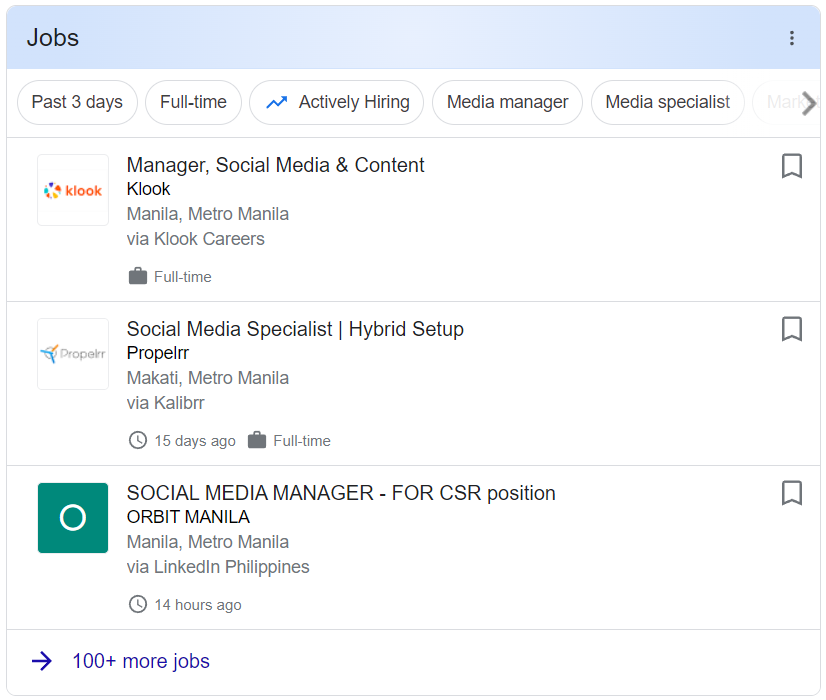 Jobs
Past 3 days
Full-time
Actively Hiring
Media manager
Media specialist
klook
Manager, Social Media & Content
Klook
Manila, Metro Manila
via Klook Careers
Full-time
Propelrr
Social Media Specialist | Hybrid Setup
Propelrr
Makati, Metro Manila
via Kalibrr
15 days ago Full-time
O
SOCIAL MEDIA MANAGER - FOR CSR position
ORBIT MANILA
Manila, Metro Manila
via LinkedIn Philippines
14 hours ago
100+ more jobs